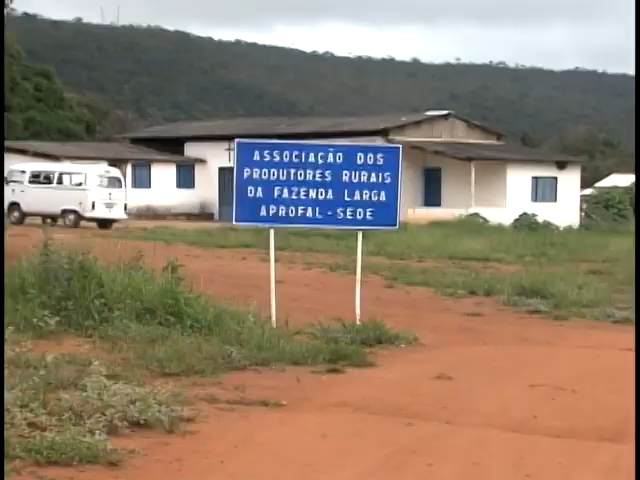 ASSOCIAÇÃO DOS
PRODUTORES RURAIS
DA FAZENDA LARGA
APROFAL-SEDE